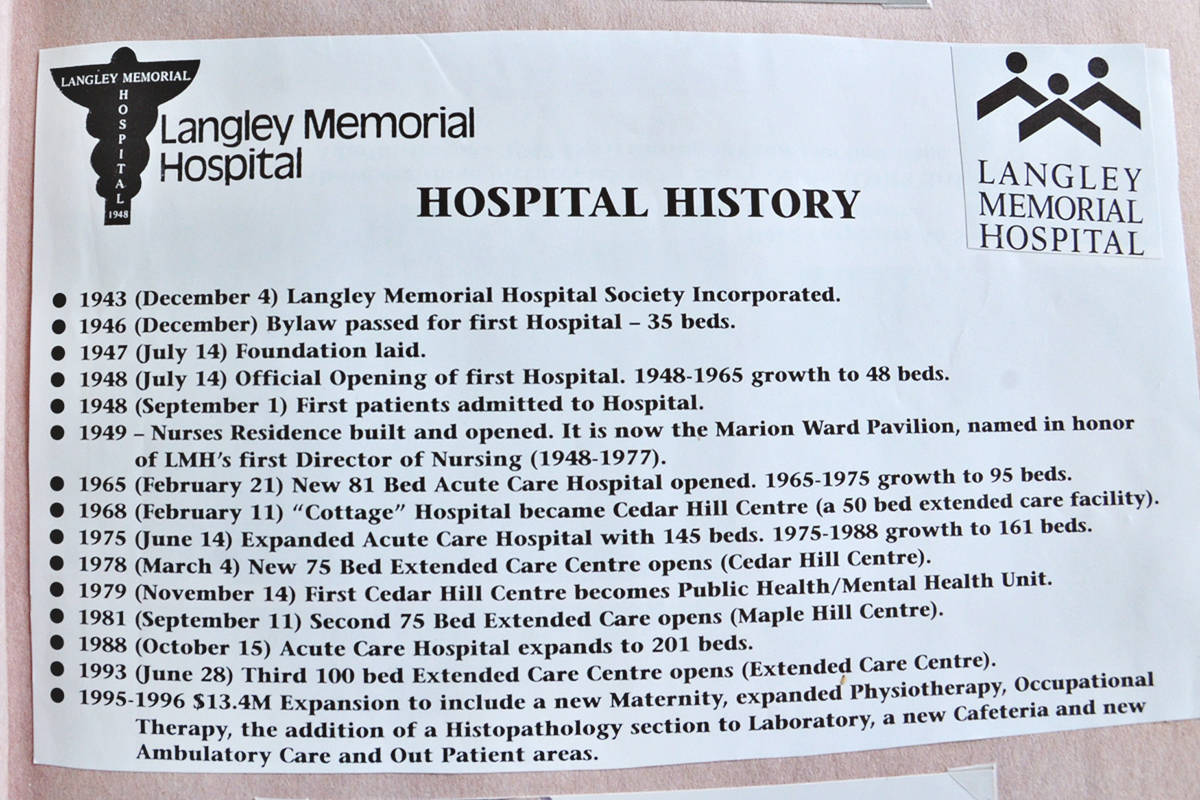 LANGLEY MEMORIAL
HOSPITAL
1948
Langley Memorial
Hospital
LANGLEY
MEMORIAL
HOSPITAL
HOSPITAL HISTORY
● 1943 (December 4) Langley Memorial Hospital Society Incorporated.
● 1946 (December) Bylaw passed for first Hospital – 35 beds.
● 1947 (July 14) Foundation laid.
● 1948 (July 14) Official Opening of first Hospital. 1948-1965 growth to 48 beds.
● 1948 (September 1) First patients admitted to Hospital.
● 1949 – Nurses Residence built and opened. It is now the Marion Ward Pavilion, named in honor
of LMH's first Director of Nursing (1948-1977).
● 1965 (February 21) New 81 Bed Acute Care Hospital opened. 1965-1975 growth to 95 beds.
● 1968 (February 11) "Cottage" Hospital became Cedar Hill Centre (a 50 bed extended care facility).
● 1975 (June 14) Expanded Acute Care Hospital with 145 beds. 1975-1988 growth to 161 beds.
● 1978 (March 4) New 75 Bed Extended Care Centre opens (Cedar Hill Centre).
● 1979 (November 14) First Cedar Hill Centre becomes Public Health/Mental Health Unit.
● 1981 (September 11) Second 75 Bed Extended Care opens (Maple Hill Centre).
● 1988 (October 15) Acute Care Hospital expands to 201 beds.
● 1993 (June 28) Third 100 bed Extended Care Centre opens (Extended Care Centre).
● 1995-1996 $13.4M Expansion to include a new Maternity, expanded Physiotherapy, Occupational
Therapy, the addition of a Histopathology section to Laboratory, a new Cafeteria and new
Ambulatory Care and Out Patient areas.